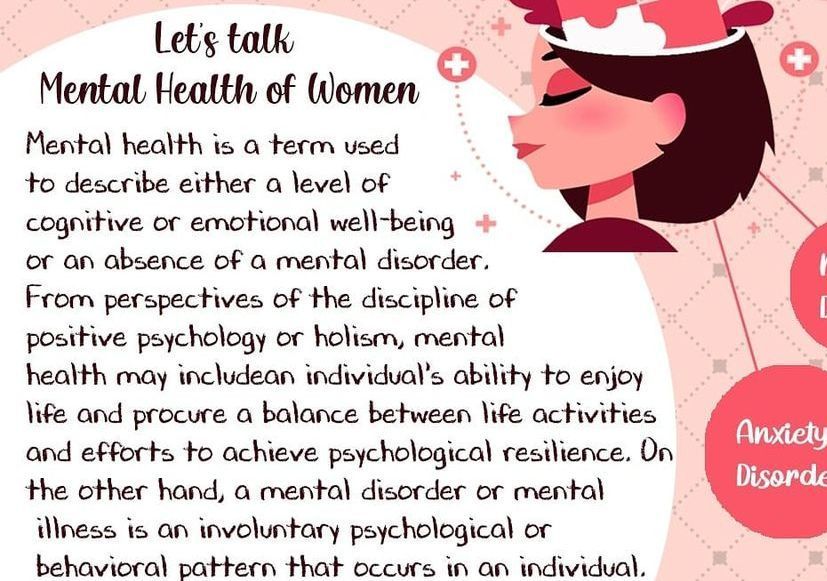 Let's talk
Mental Health of Women
Mental health is a term used
to describe either a level of
cognitive or emotional well-being
or an absence of a mental disorder.
From perspectives of the discipline of
positive psychology or holism, mental
health may includean individual's ability to enjoy
life and procure a balance between life activities
and efforts to achieve psychological resilience. On
the other hand, a mental disorder or mental
illness is an involuntary psychological or
behavioral pattern that occurs in an individual.
Anxiety